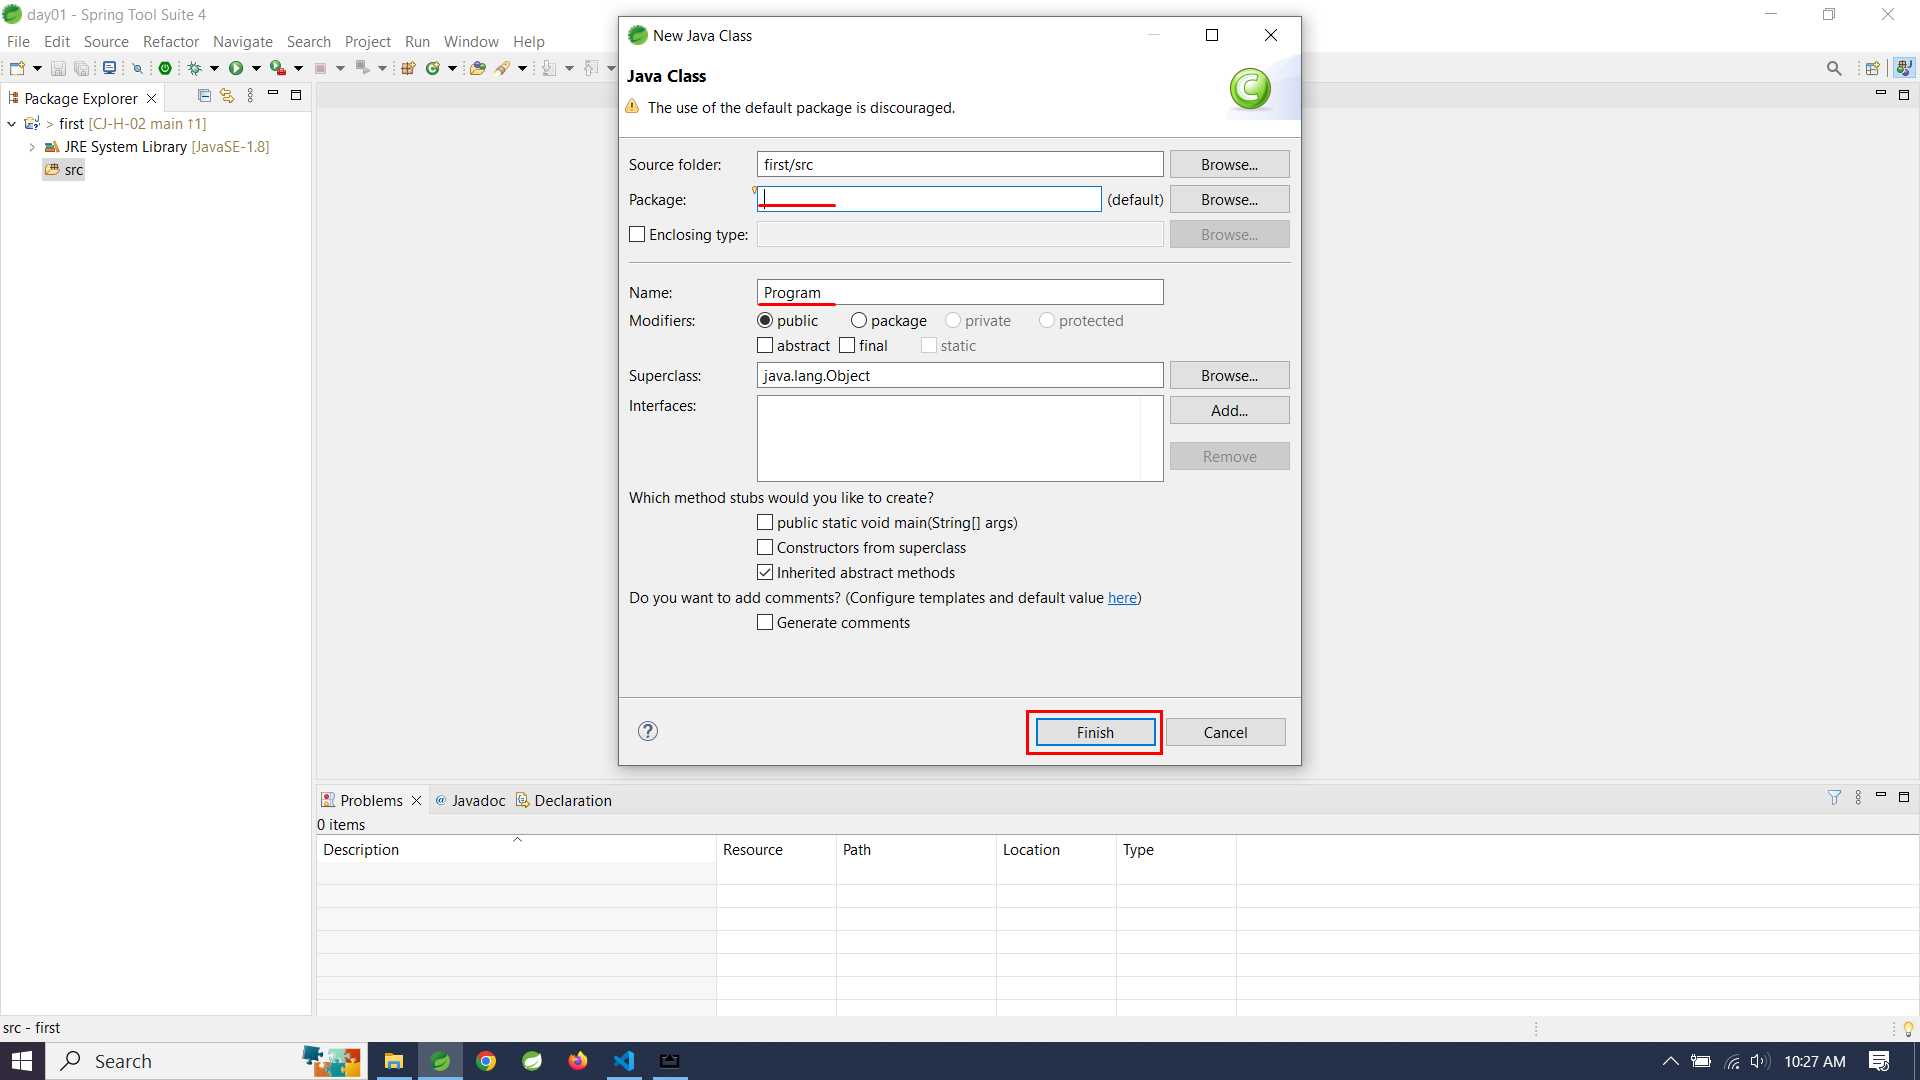 day01 - Spring Tool Suite 4
File Edit Source Refactor Navigate Search Project Run Window Help
Package Explorer
> first [CJ-H-02 main ↑1]
JRE System Library [JavaSE-1.8]
src
New Java Class
Java Class
The use of the default package is discouraged.
Source folder: first/src Browse...
Package: (default) Browse...
Enclosing type: Browse...
Name: Program
Modifiers: public package private protected
abstract final static
Superclass: java.lang.Object Browse...
Interfaces: Add...
Remove
Which method stubs would you like to create?
public static void main(String[] args)
Constructors from superclass
Inherited abstract methods
Do you want to add comments? (Configure templates and default value here)
Generate comments
? Finish Cancel
Problems @ Javadoc Declaration
0 items
Description Resource Path Location Type
src - first
Search
10:27 AM